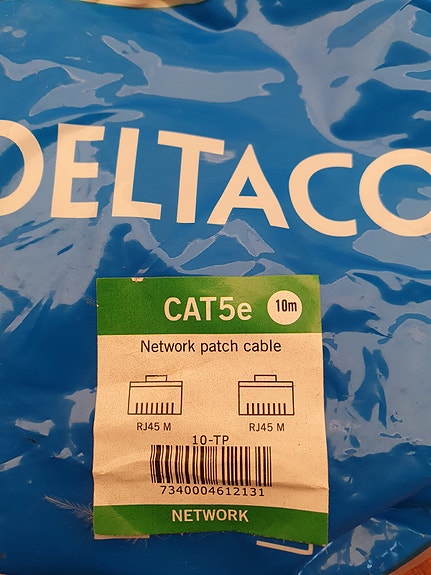 DELTACO
CAT5e 10m
Network patch cable
RJ45 M RJ45 M
10-TP
7340004612131
NETWORK